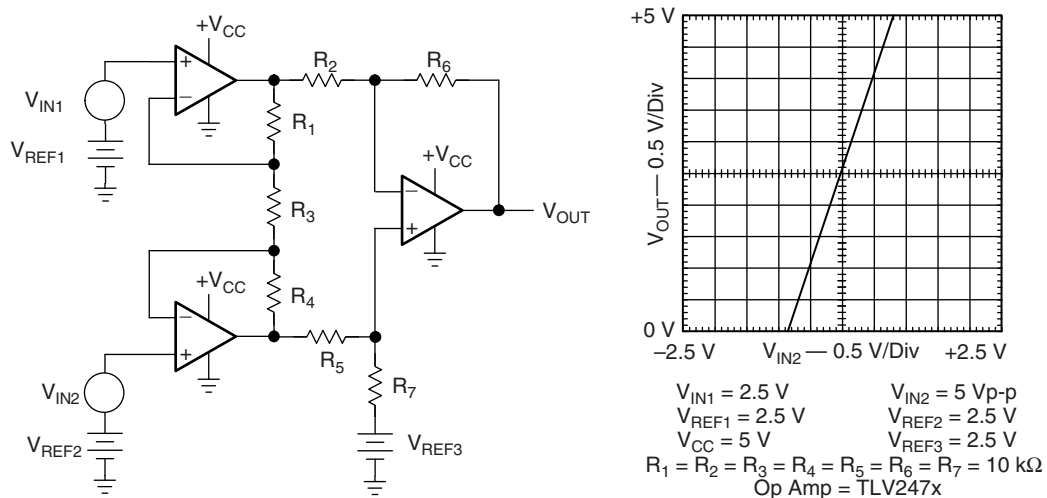 +V_CC
V_IN1
V_REF1
+
–
R_2
R_6
R_1
R_3
R_4
+V_CC
–
+
V_OUT
+V_CC
–
+
R_5
R_7
V_IN2
V_REF2
V_REF3
+5 V
V_OUT — 0.5 V/Div
0 V
–2.5 V
V_IN2 — 0.5 V/Div
+2.5 V
V_IN1 = 2.5 V V_IN2 = 5 Vp-p
V_REF1 = 2.5 V V_REF2 = 2.5 V
V_CC = 5 V V_REF3 = 2.5 V
R_1 = R_2 = R_3 = R_4 = R_5 = R_6 = R_7 = 10 kΩ
Op Amp = TLV247x